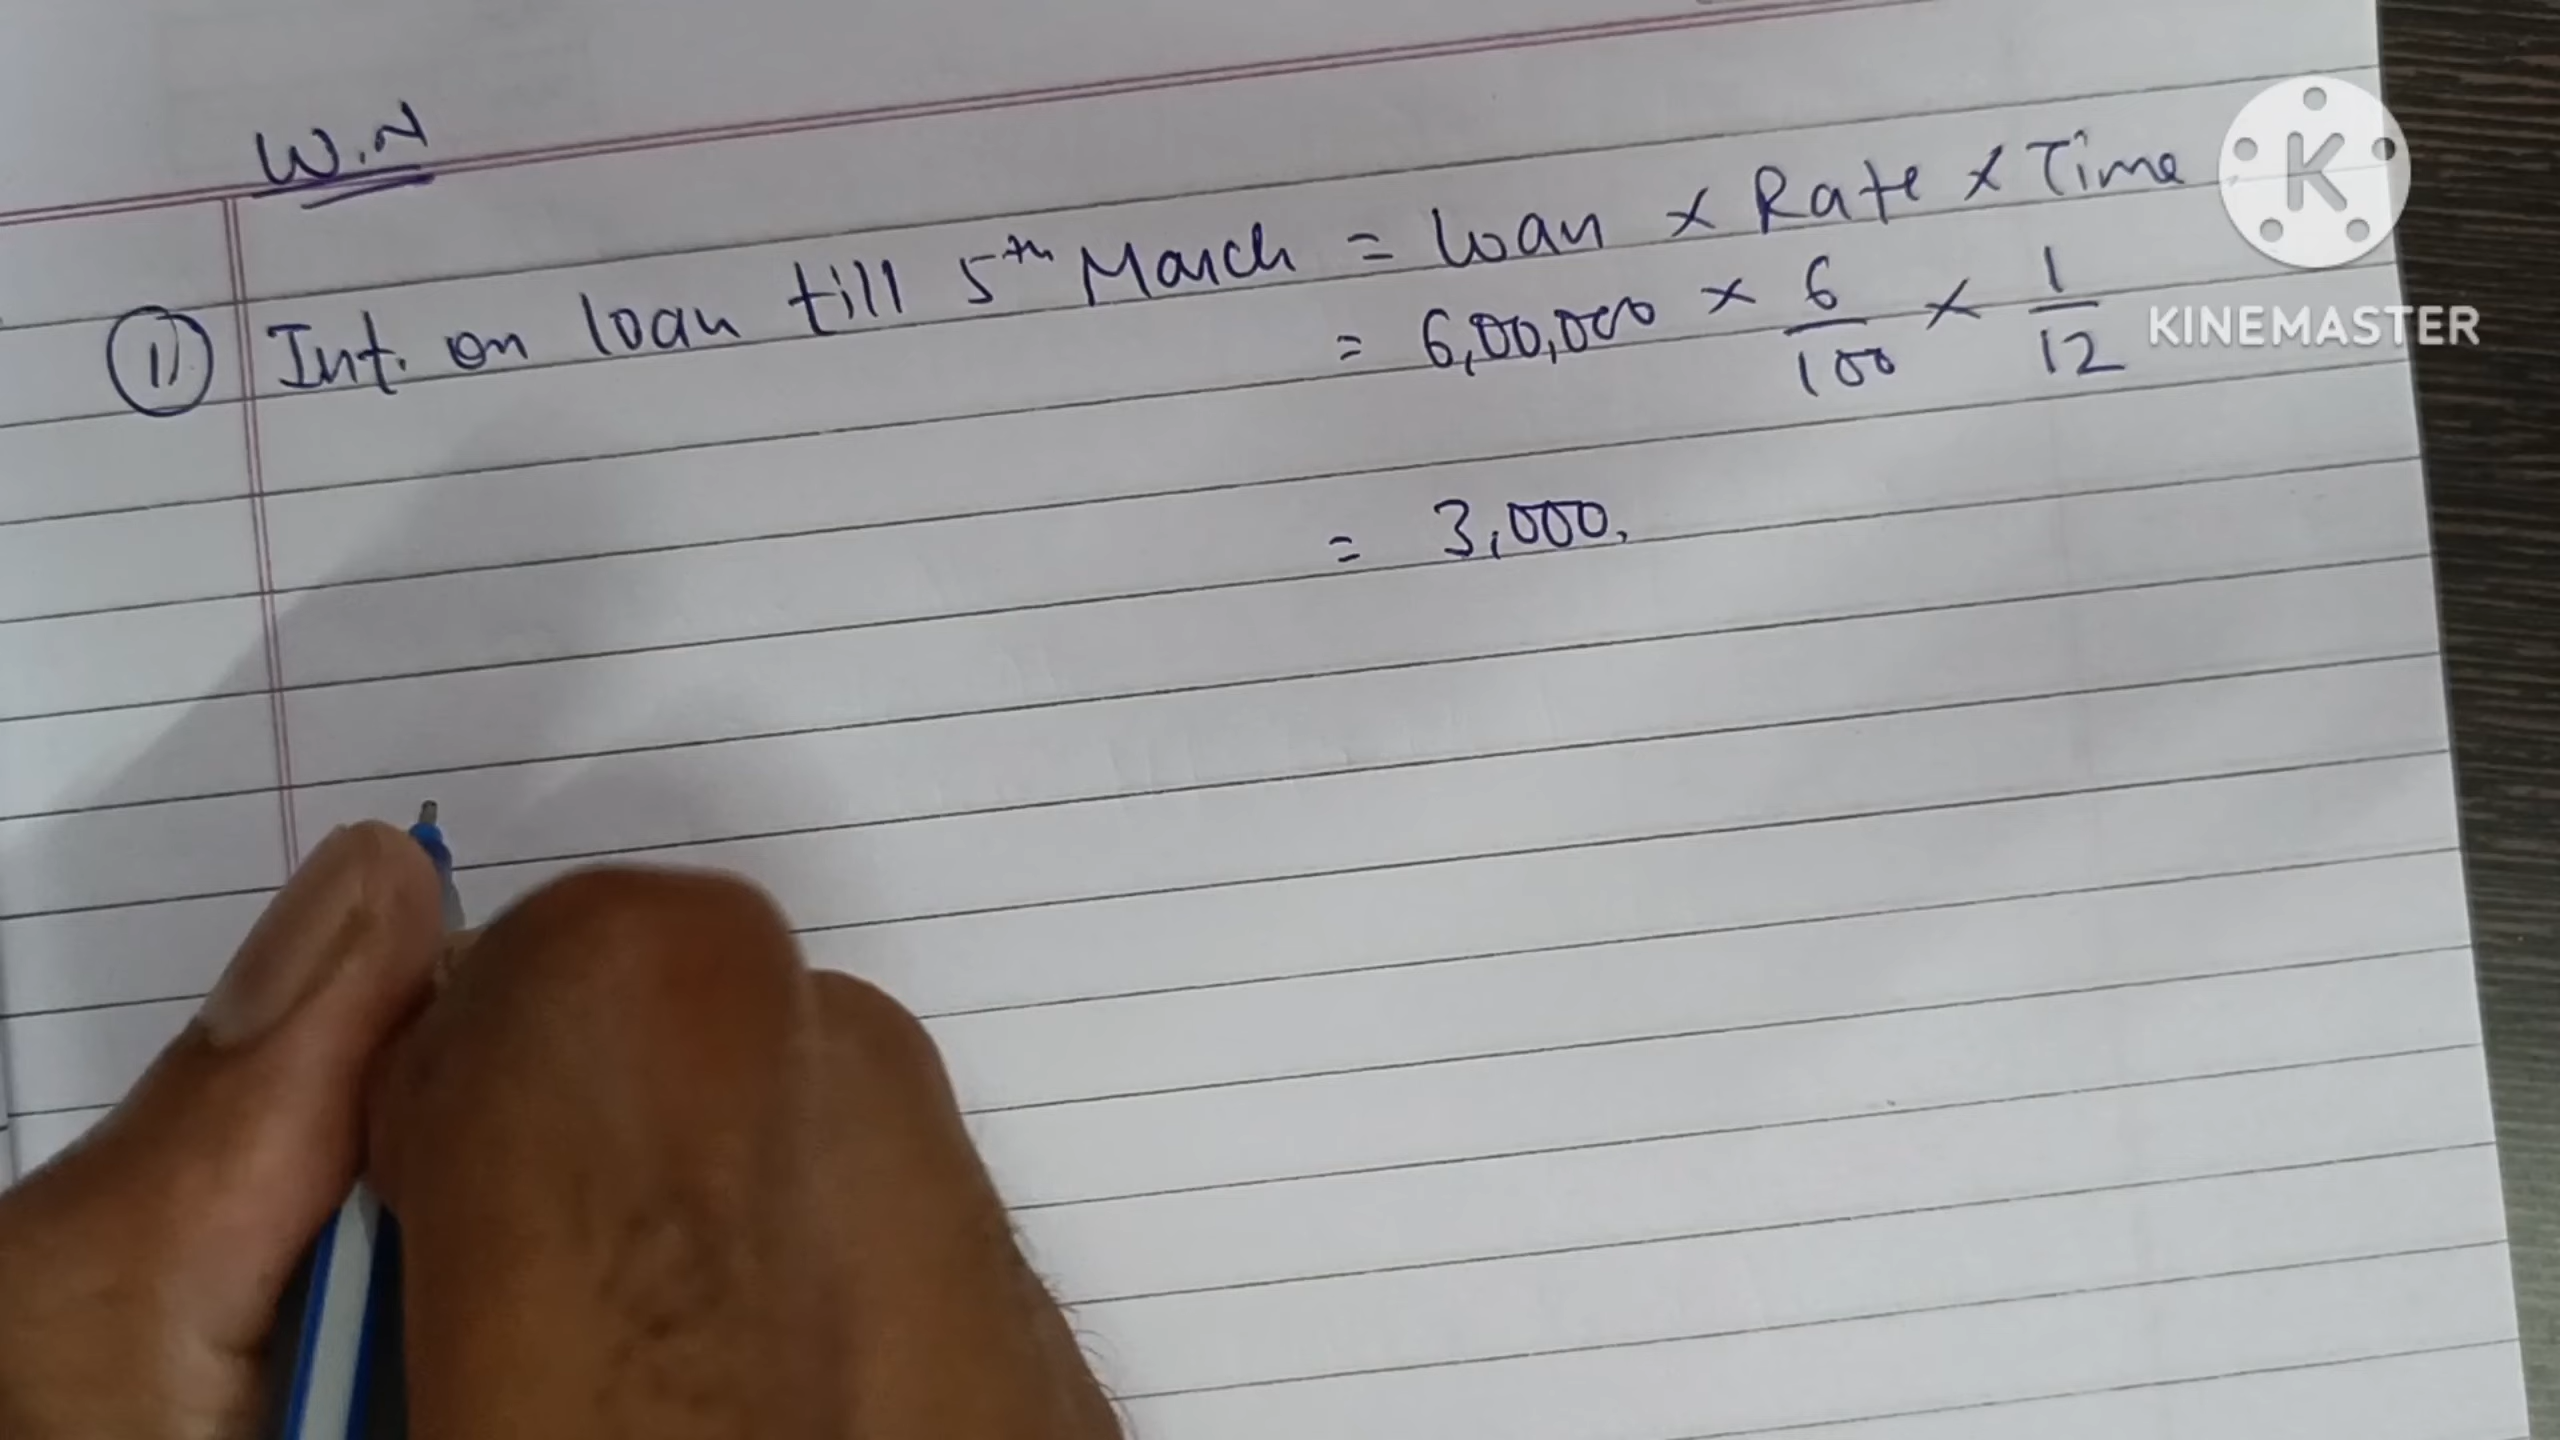 W.N
① Int. on loan till 5th March = loan × Rate × Time
= 6,00,000 × 6/100 × 1/12
= 3,000.
K
KINEMASTER